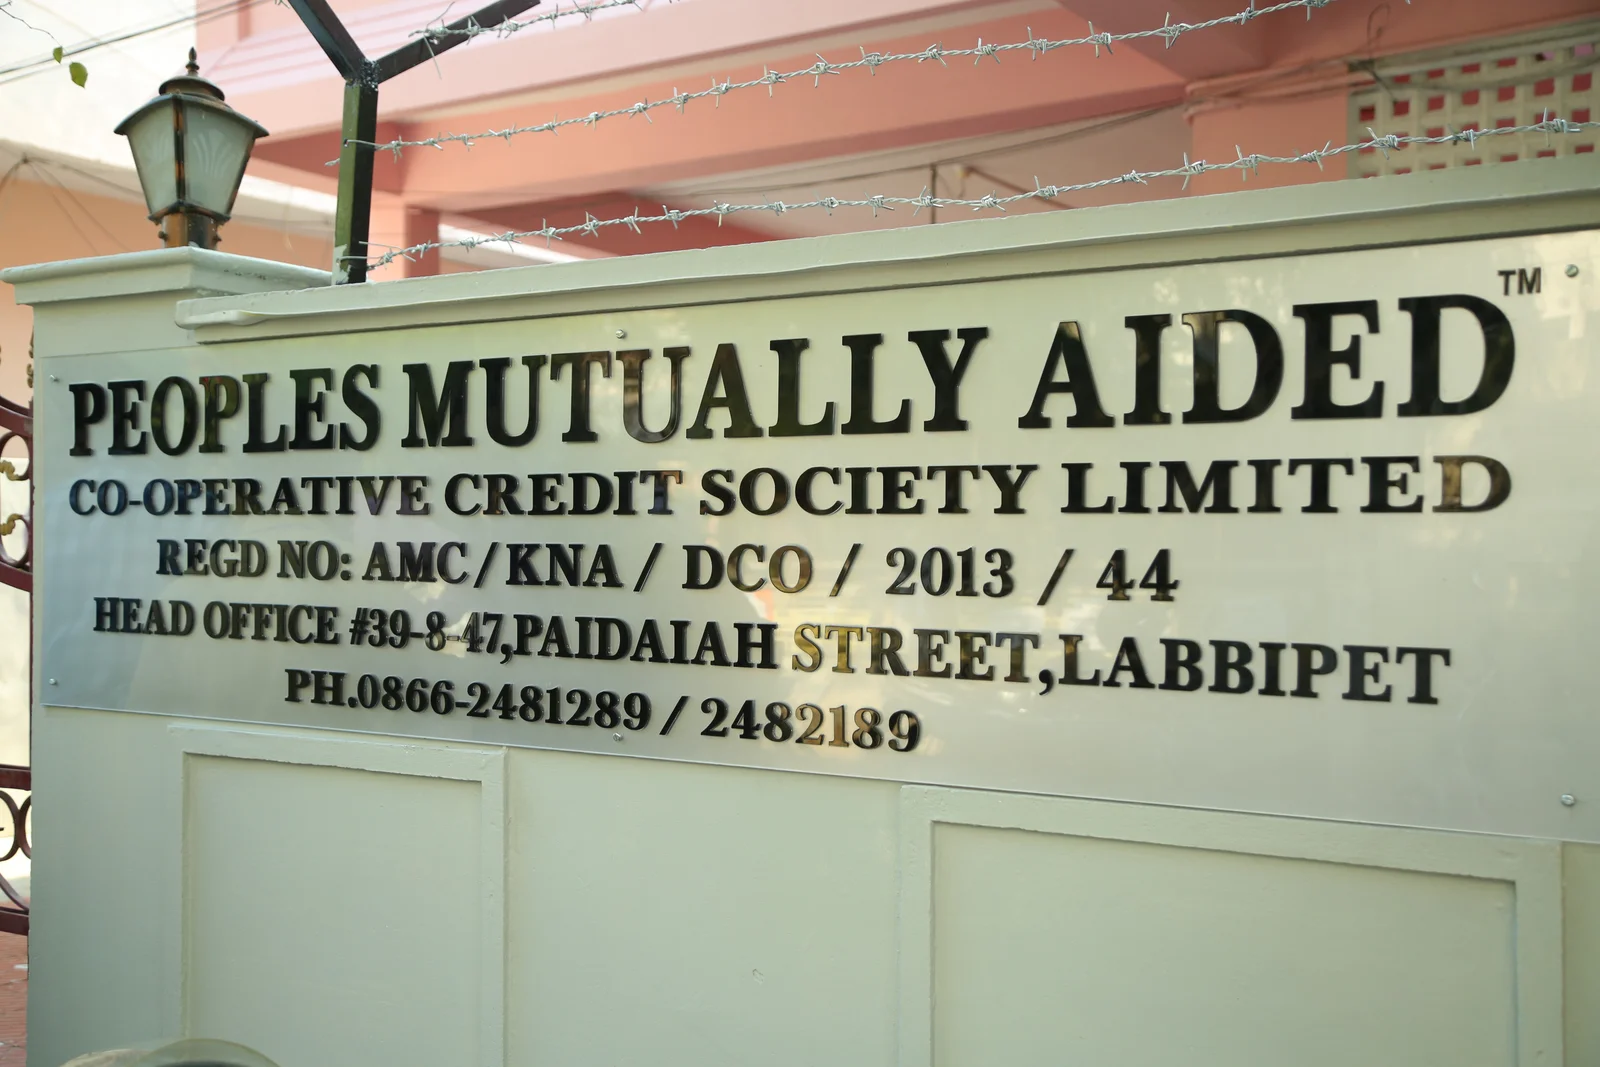 PEOPLES MUTUALLY AIDED™
CO-OPERATIVE CREDIT SOCIETY LIMITED
REGD NO: AMC / KNA / DCO / 2013 / 44
HEAD OFFICE #39-8-47,PAIDAIAH STREET,LABBIPET
PH.0866-2481289 / 2482189